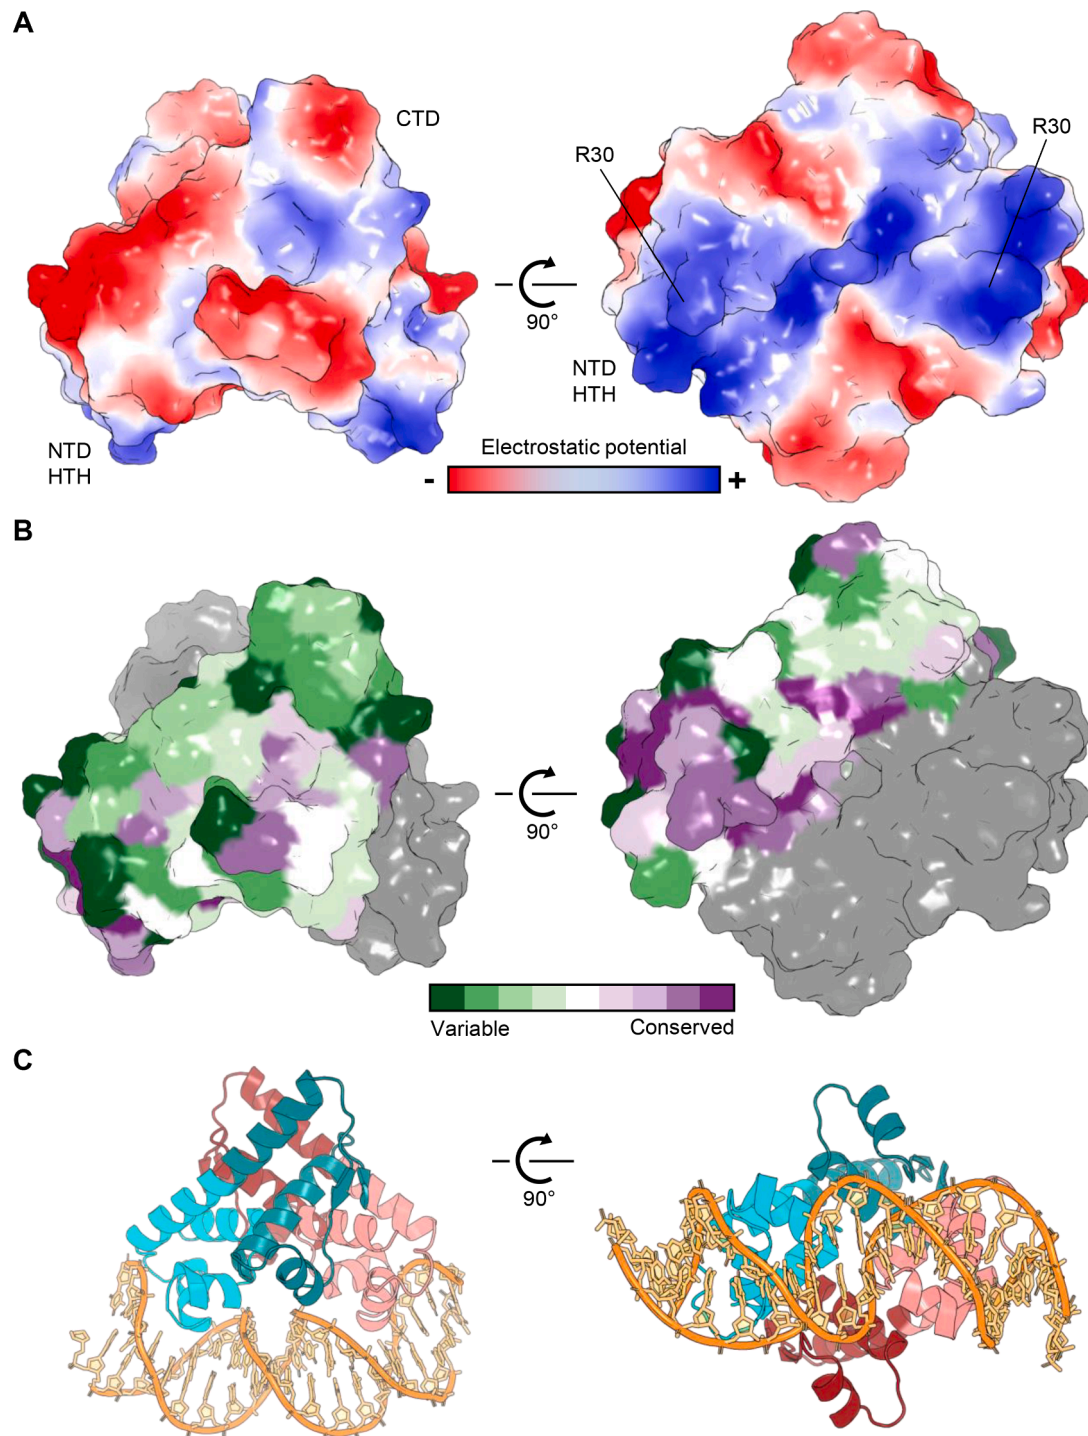 A
CTD
R30
R30
90°
NTD
HTH
NTD
HTH
Electrostatic potential
- +
B
90°
Variable Conserved
C
90°